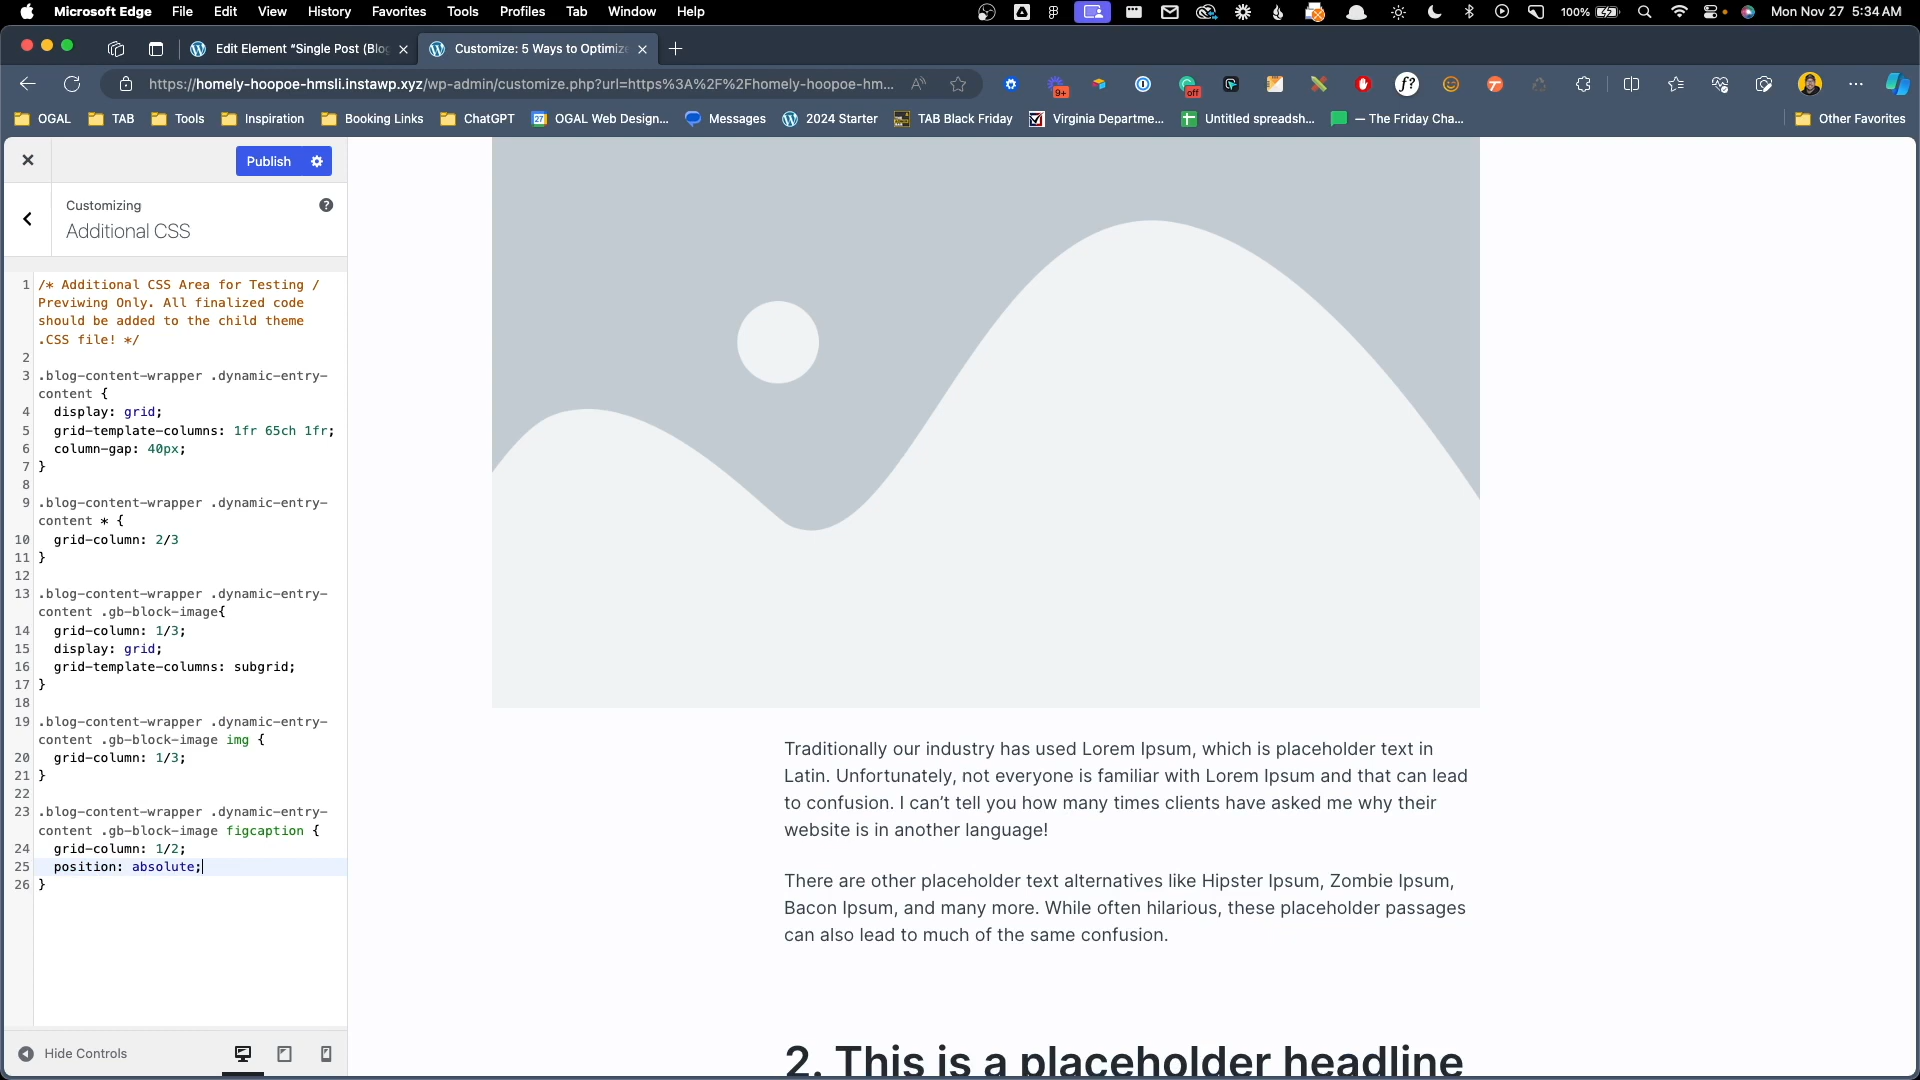 Microsoft Edge File Edit View History Favorites Tools Profiles Tab Window Help 100% Mon Nov 27 5:34 AM
Edit Element "Single Post (Blo Customize: 5 Ways to Optimize
https://homely-hoopoe-hmsli.instawp.xyz/wp-admin/customize.php?url=https%3A%2F%2Fhomely-hoopoe-hm... 9+ off f?
OGAL TAB Tools Inspiration Booking Links ChatGPT 27 OGAL Web Design... Messages 2024 Starter TAB Black Friday Virginia Departme... Untitled spreadsh... — The Friday Cha... Other Favorites
Publish
Customizing
Additional CSS
1 /* Additional CSS Area for Testing /
Previwing Only. All finalized code
should be added to the child theme
.CSS file! */
2
3 .blog-content-wrapper .dynamic-entry-
content {
4 display: grid;
5 grid-template-columns: 1fr 65ch 1fr;
6 column-gap: 40px;
7 }
8
9 .blog-content-wrapper .dynamic-entry-
content * {
10 grid-column: 2/3
11 }
12
13 .blog-content-wrapper .dynamic-entry-
content .gb-block-image{
14 grid-column: 1/3;
15 display: grid;
16 grid-template-columns: subgrid;
17 }
18
19 .blog-content-wrapper .dynamic-entry-
content .gb-block-image img {
20 grid-column: 1/3;
21 }
22
23 .blog-content-wrapper .dynamic-entry-
content .gb-block-image figcaption {
24 grid-column: 1/2;
25 position: absolute;
26 }
Hide Controls
Traditionally our industry has used Lorem Ipsum, which is placeholder text in
Latin. Unfortunately, not everyone is familiar with Lorem Ipsum and that can lead
to confusion. I can't tell you how many times clients have asked me why their
website is in another language!
There are other placeholder text alternatives like Hipster Ipsum, Zombie Ipsum,
Bacon Ipsum, and many more. While often hilarious, these placeholder passages
can also lead to much of the same confusion.
2. This is a placeholder headline